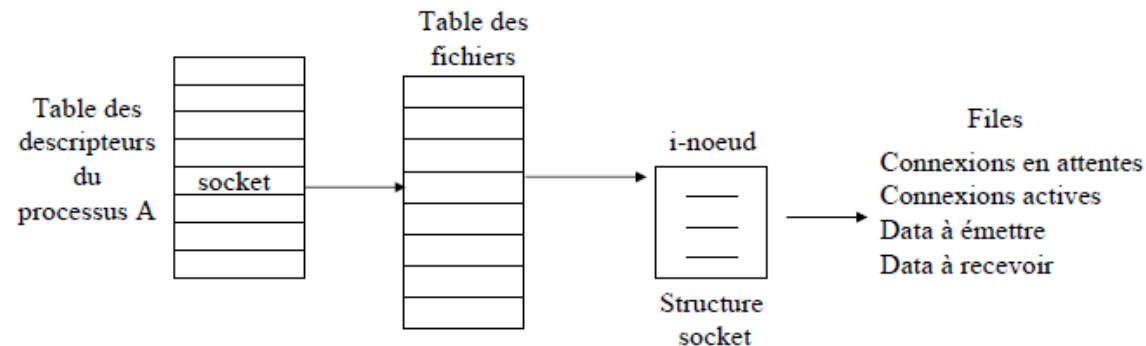 Table des
descripteurs
du
processus A
socket
Table des
fichiers
i-noeud
Structure
socket
Files
Connexions en attentes
Connexions actives
Data à émettre
Data à recevoir